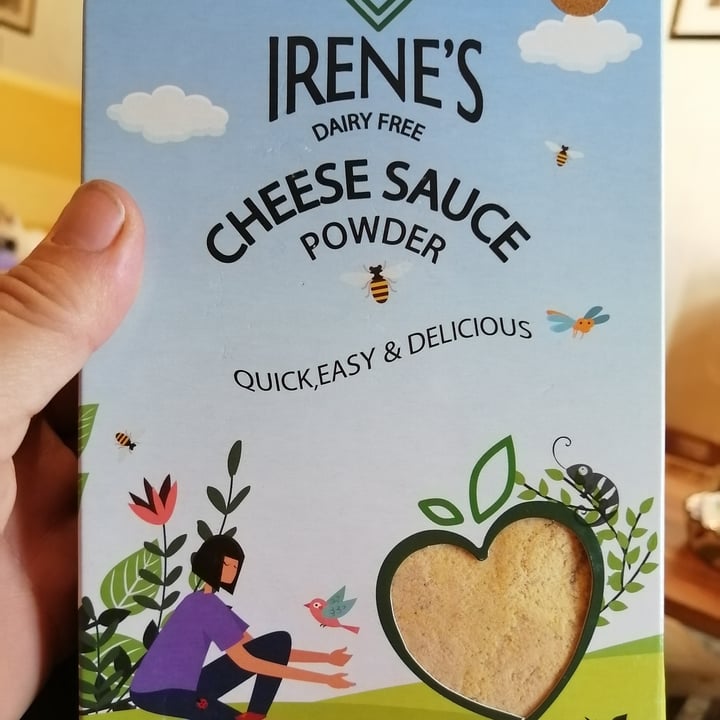 IRENE'S
DAIRY FREE
CHEESE SAUCE
POWDER
QUICK,EASY & DELICIOUS